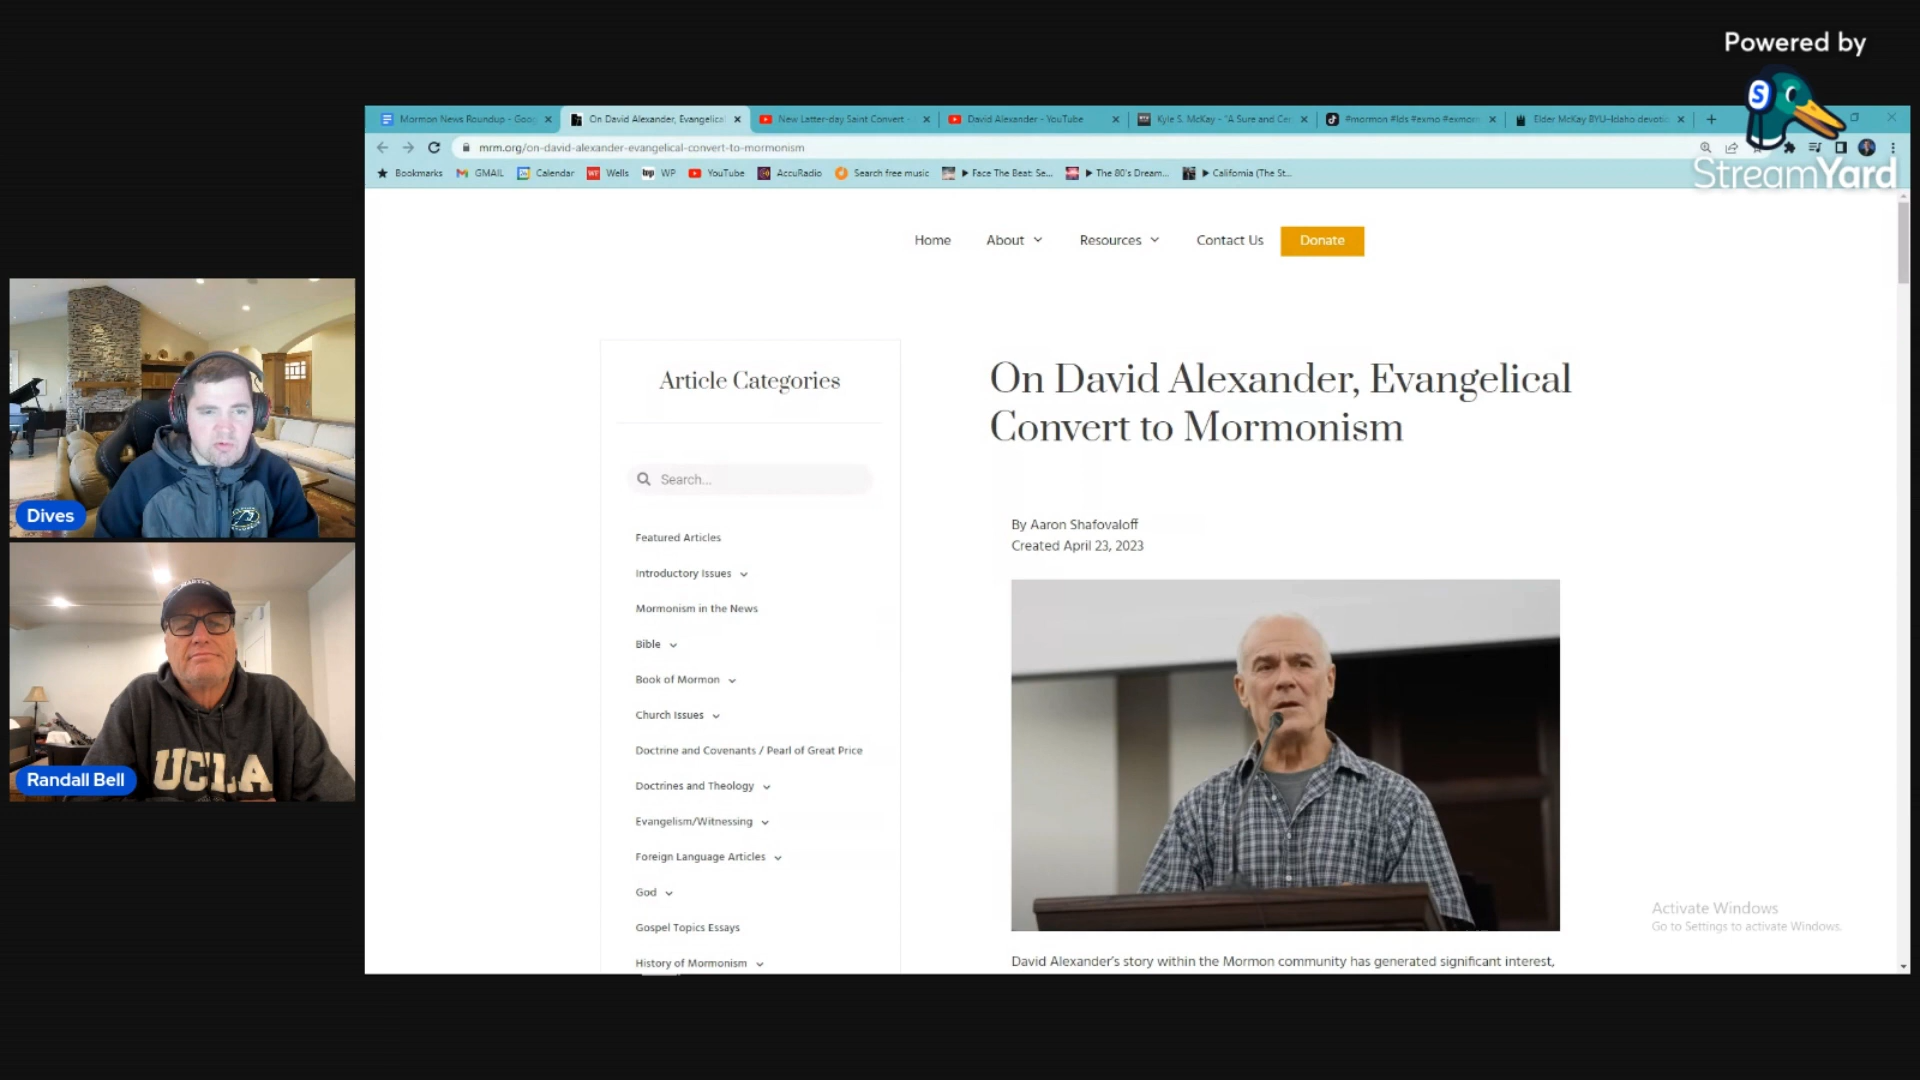 Powered by
StreamYard
S
Mormon News Roundup - Goog
On David Alexander, Evangelica
New Latter-day Saint Convert -
David Alexander - YouTube
Kyle S. McKay - "A Sure and Cer
#mormon #lds #exmo #exmorm
Elder McKay BYU-Idaho devotio
mrm.org/on-david-alexander-evangelical-convert-to-mormonism
Bookmarks
GMAIL
Calendar
Wells
WP
YouTube
AccuRadio
Search free music
Face The Beat: Se...
The 80's Dream...
California (The St...
Home
About
Resources
Contact Us
Donate
Article Categories
Search...
Featured Articles
Introductory Issues
Mormonism in the News
Bible
Book of Mormon
Church Issues
Doctrine and Covenants / Pearl of Great Price
Doctrines and Theology
Evangelism/Witnessing
Foreign Language Articles
God
Gospel Topics Essays
History of Mormonism
On David Alexander, Evangelical
Convert to Mormonism
By Aaron Shafovaloff
Created April 23, 2023
David Alexander's story within the Mormon community has generated significant interest,
Activate Windows
Go to Settings to activate Windows.
Dives
UCLA
Randall Bell